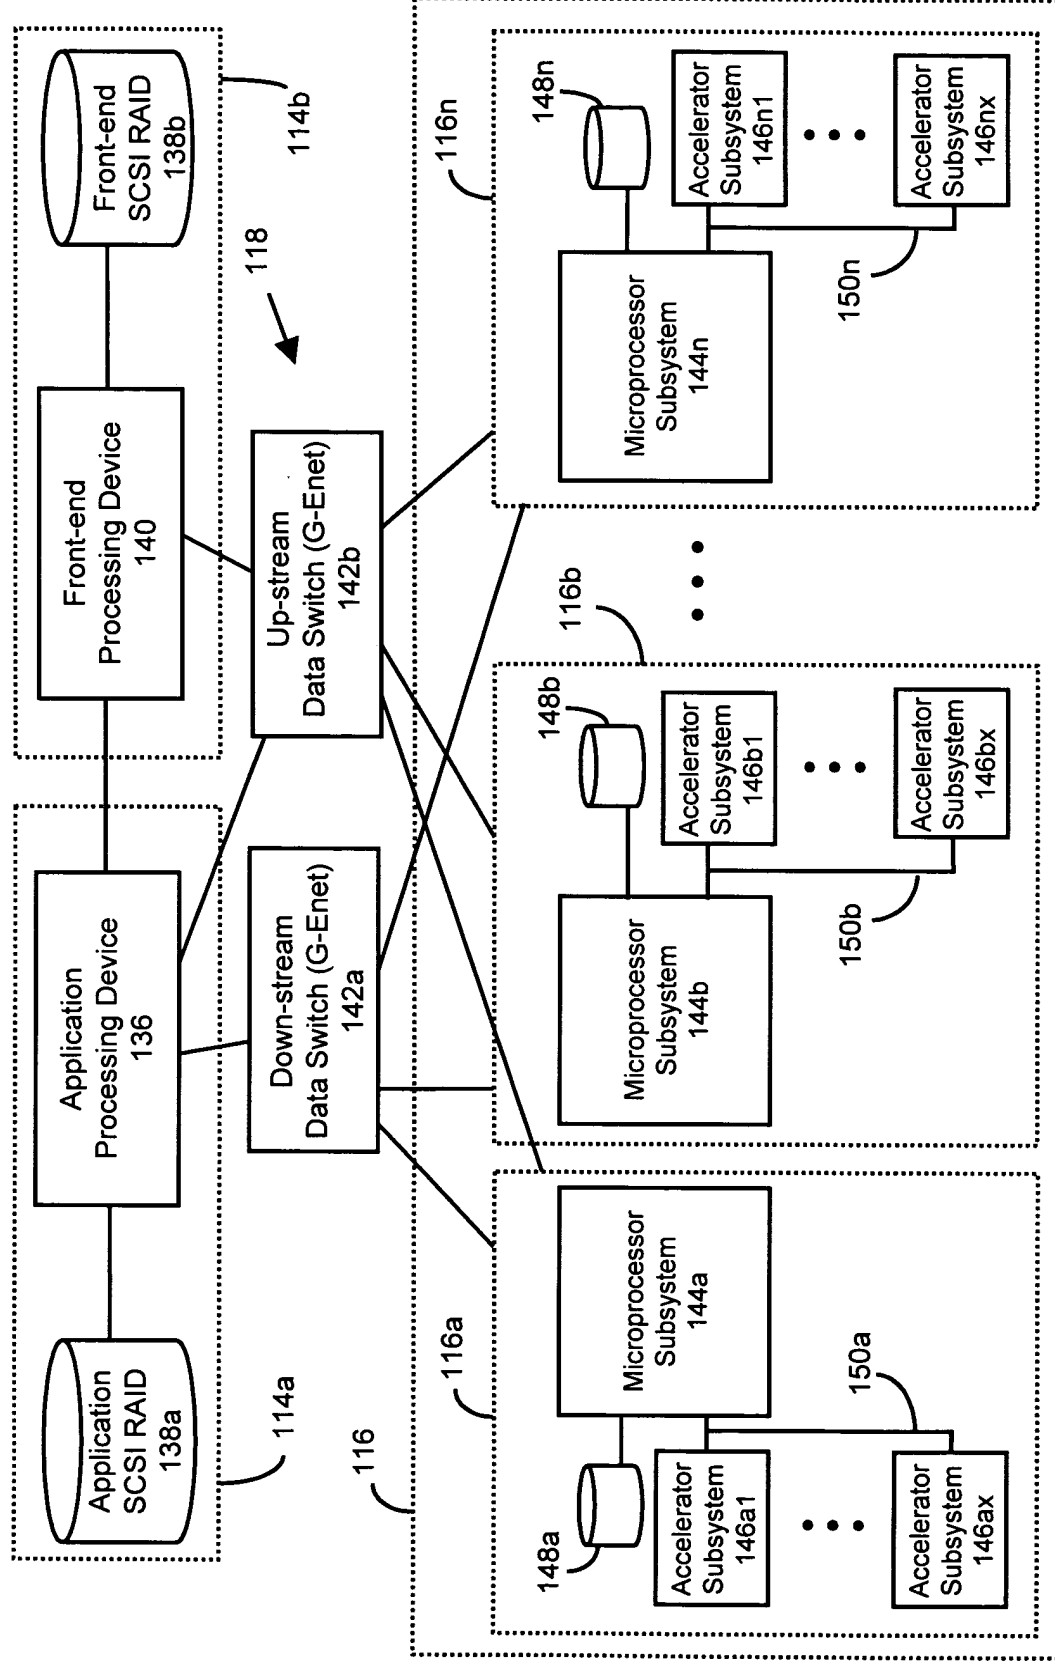 Application
SCSI RAID
138a
Application
Processing Device
136
Front-end
Processing Device
140
Front-end
SCSI RAID
138b
114a
114b
118
Down-stream
Data Switch (G-Enet)
142a
Up-stream
Data Switch (G-Enet)
142b
116
116a
116b
116n
148a
Microprocessor
Subsystem
144a
Accelerator
Subsystem
146a1
150a
Accelerator
Subsystem
146ax
Microprocessor
Subsystem
144b
148b
Accelerator
Subsystem
146b1
150b
Accelerator
Subsystem
146bx
Microprocessor
Subsystem
144n
148n
Accelerator
Subsystem
146n1
150n
Accelerator
Subsystem
146nx